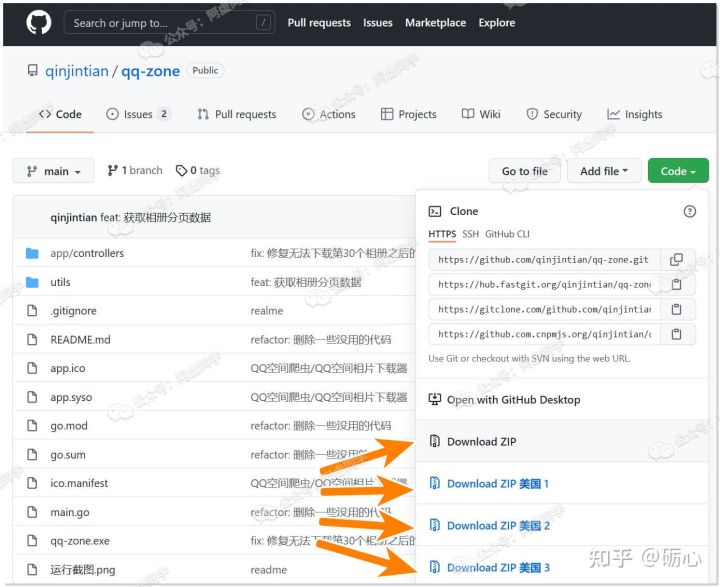 Search or jump to...
/
Pull requests
Issues
Marketplace
Explore
qinjintian / qq-zone
Public
Code
Issues 2
Pull requests
Actions
Projects
Wiki
Security
Insights
main
1 branch
0 tags
Go to file
Add file
Code
qinjintian feat: 获取相册分页数据
app/controllers
fix: 修复无法下载第30个相册之后的
utils
feat: 获取相册分页数据
.gitignore
realme
README.md
refactor: 删除一些没用的代码
app.ico
QQ空间爬虫/QQ空间相片下载器
app.syso
QQ空间爬虫/QQ空间相片下载器
go.mod
refactor: 删除一些没用的代码
go.sum
refactor: 删除一些没用的
ico.manifest
QQ空间爬虫/QQ空间相片下载器
main.go
refactor: 删除一些没用的代码
qq-zone.exe
fix: 修复无法下载第30个相册之后的
运行截图.png
readme
Clone
HTTPS
SSH
GitHub CLI
https://github.com/qinjintian/qq-zone.git
https://hub.fastgit.org/qinjintian/qq-zon
https://gitclone.com/github.com/qinjintian
https://github.com.cnpmjs.org/qinjintian/
Use Git or checkout with SVN using the web URL.
Open with GitHub Desktop
Download ZIP
Download ZIP 美国 1
Download ZIP 美国 2
Download ZIP 美国 3
知乎 @砺心
公众号：阿虚同学